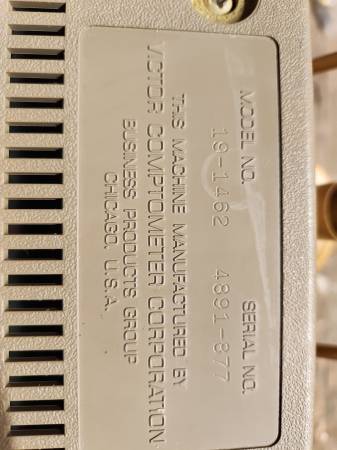 MODEL NO. SERIAL NO.
19-1462 4891-877
THIS MACHINE MANUFACTURED BY
VICTOR COMPTOMETER CORPORATION
BUSINESS PRODUCTS GROUP
CHICAGO, U.S.A.